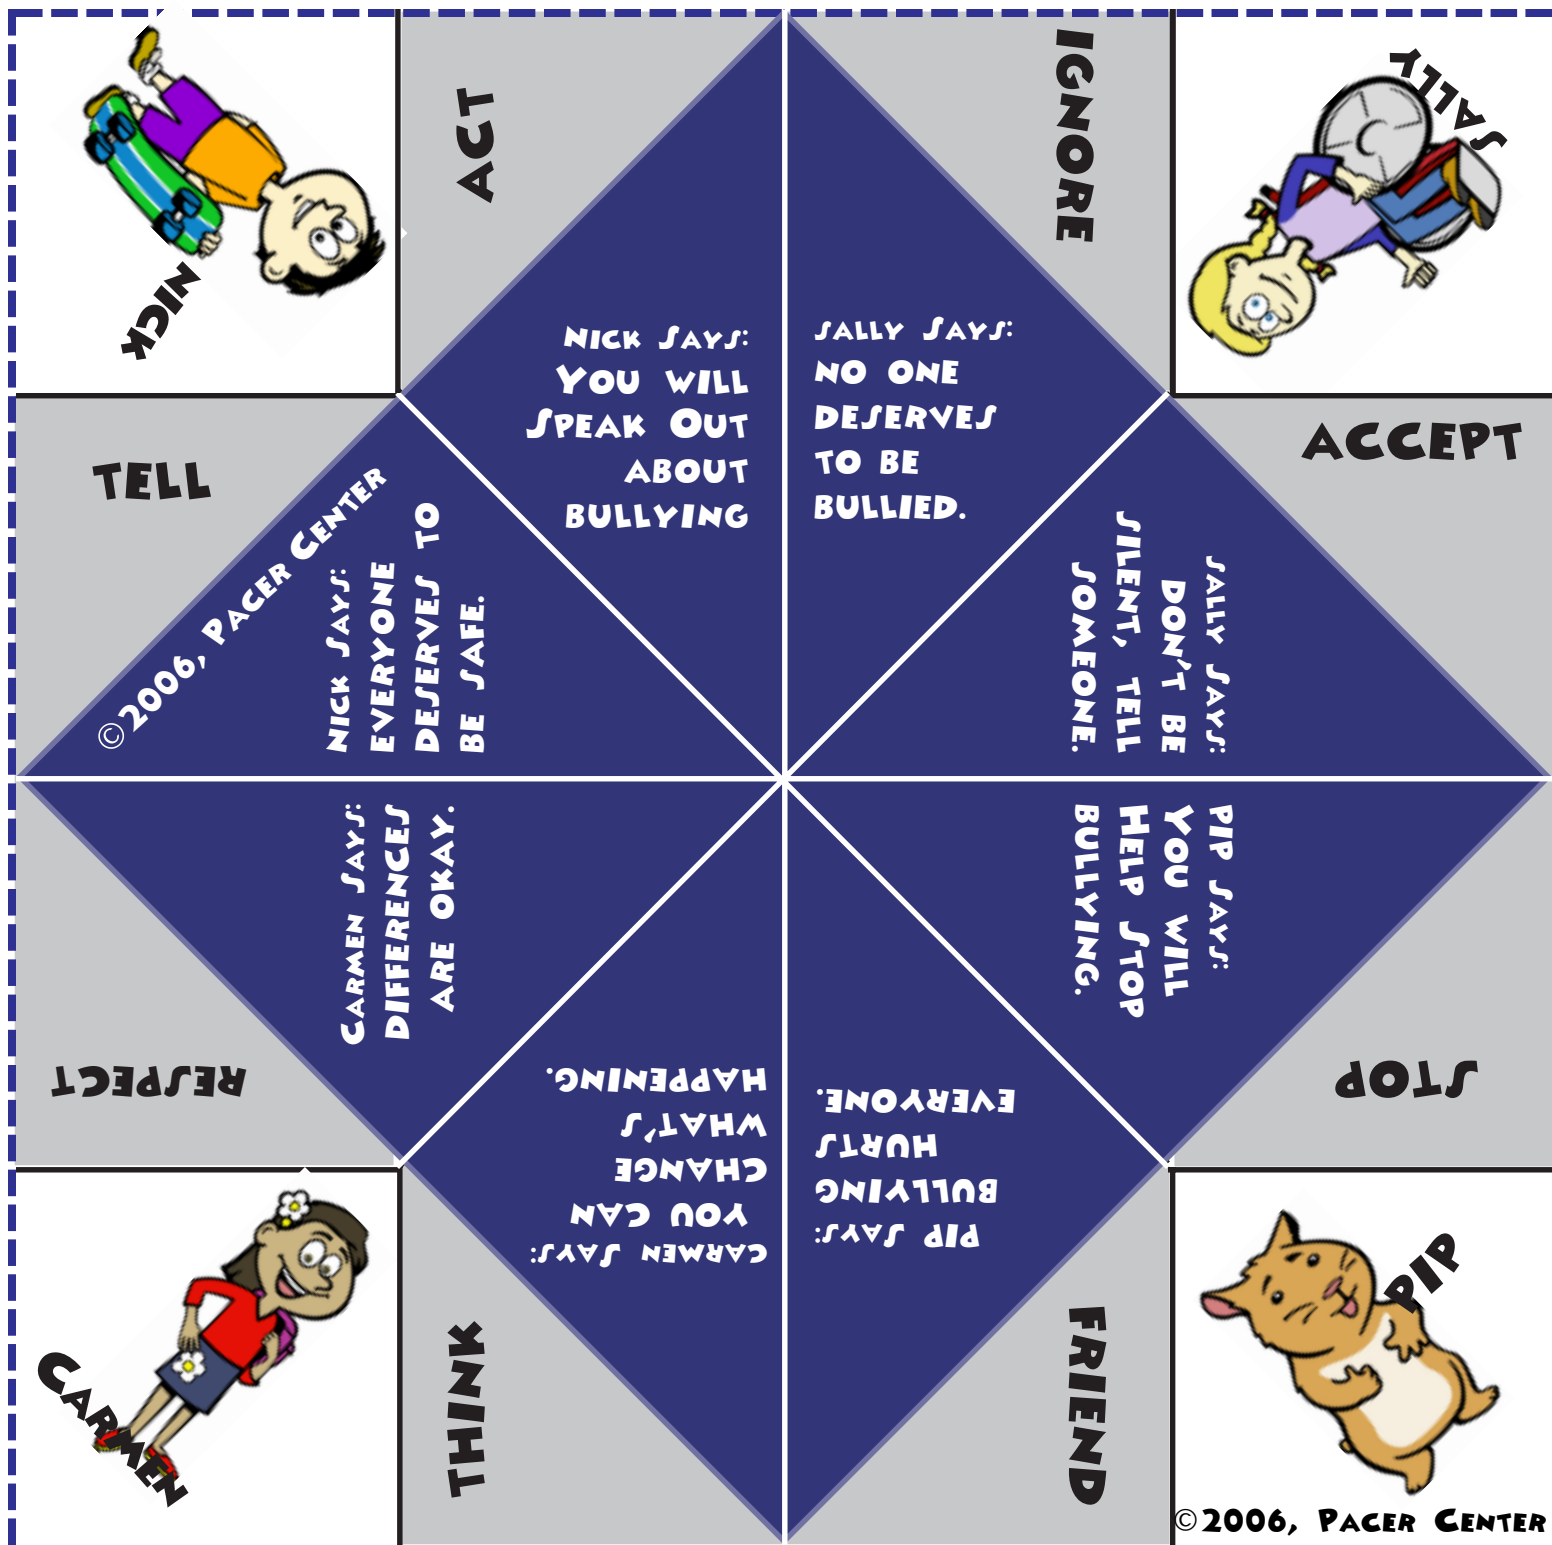 NICK
ACT
IGNORE
SALLY
TELL
ACCEPT
©2006, PACER CENTER
NICK SAYS:
YOU WILL
SPEAK OUT
ABOUT
BULLYING
SALLY SAYS:
NO ONE
DESERVES
TO BE
BULLIED.
NICK SAYS:
EVERYONE
DESERVES TO
BE SAFE.
SALLY SAYS:
DON'T BE
SILENT, TELL
SOMEONE.
CARMEN SAYS:
DIFFERENCES
ARE OKAY.
PIP SAYS:
YOU WILL
HELP STOP
BULLYING.
CARMEN SAYS:
YOU CAN
CHANGE
WHAT'S
HAPPENING.
PIP SAYS:
BULLYING
HURTS
EVERYONE.
RESPECT
STOP
CARMEN
THINK
FRIEND
PIP
©2006, PACER CENTER